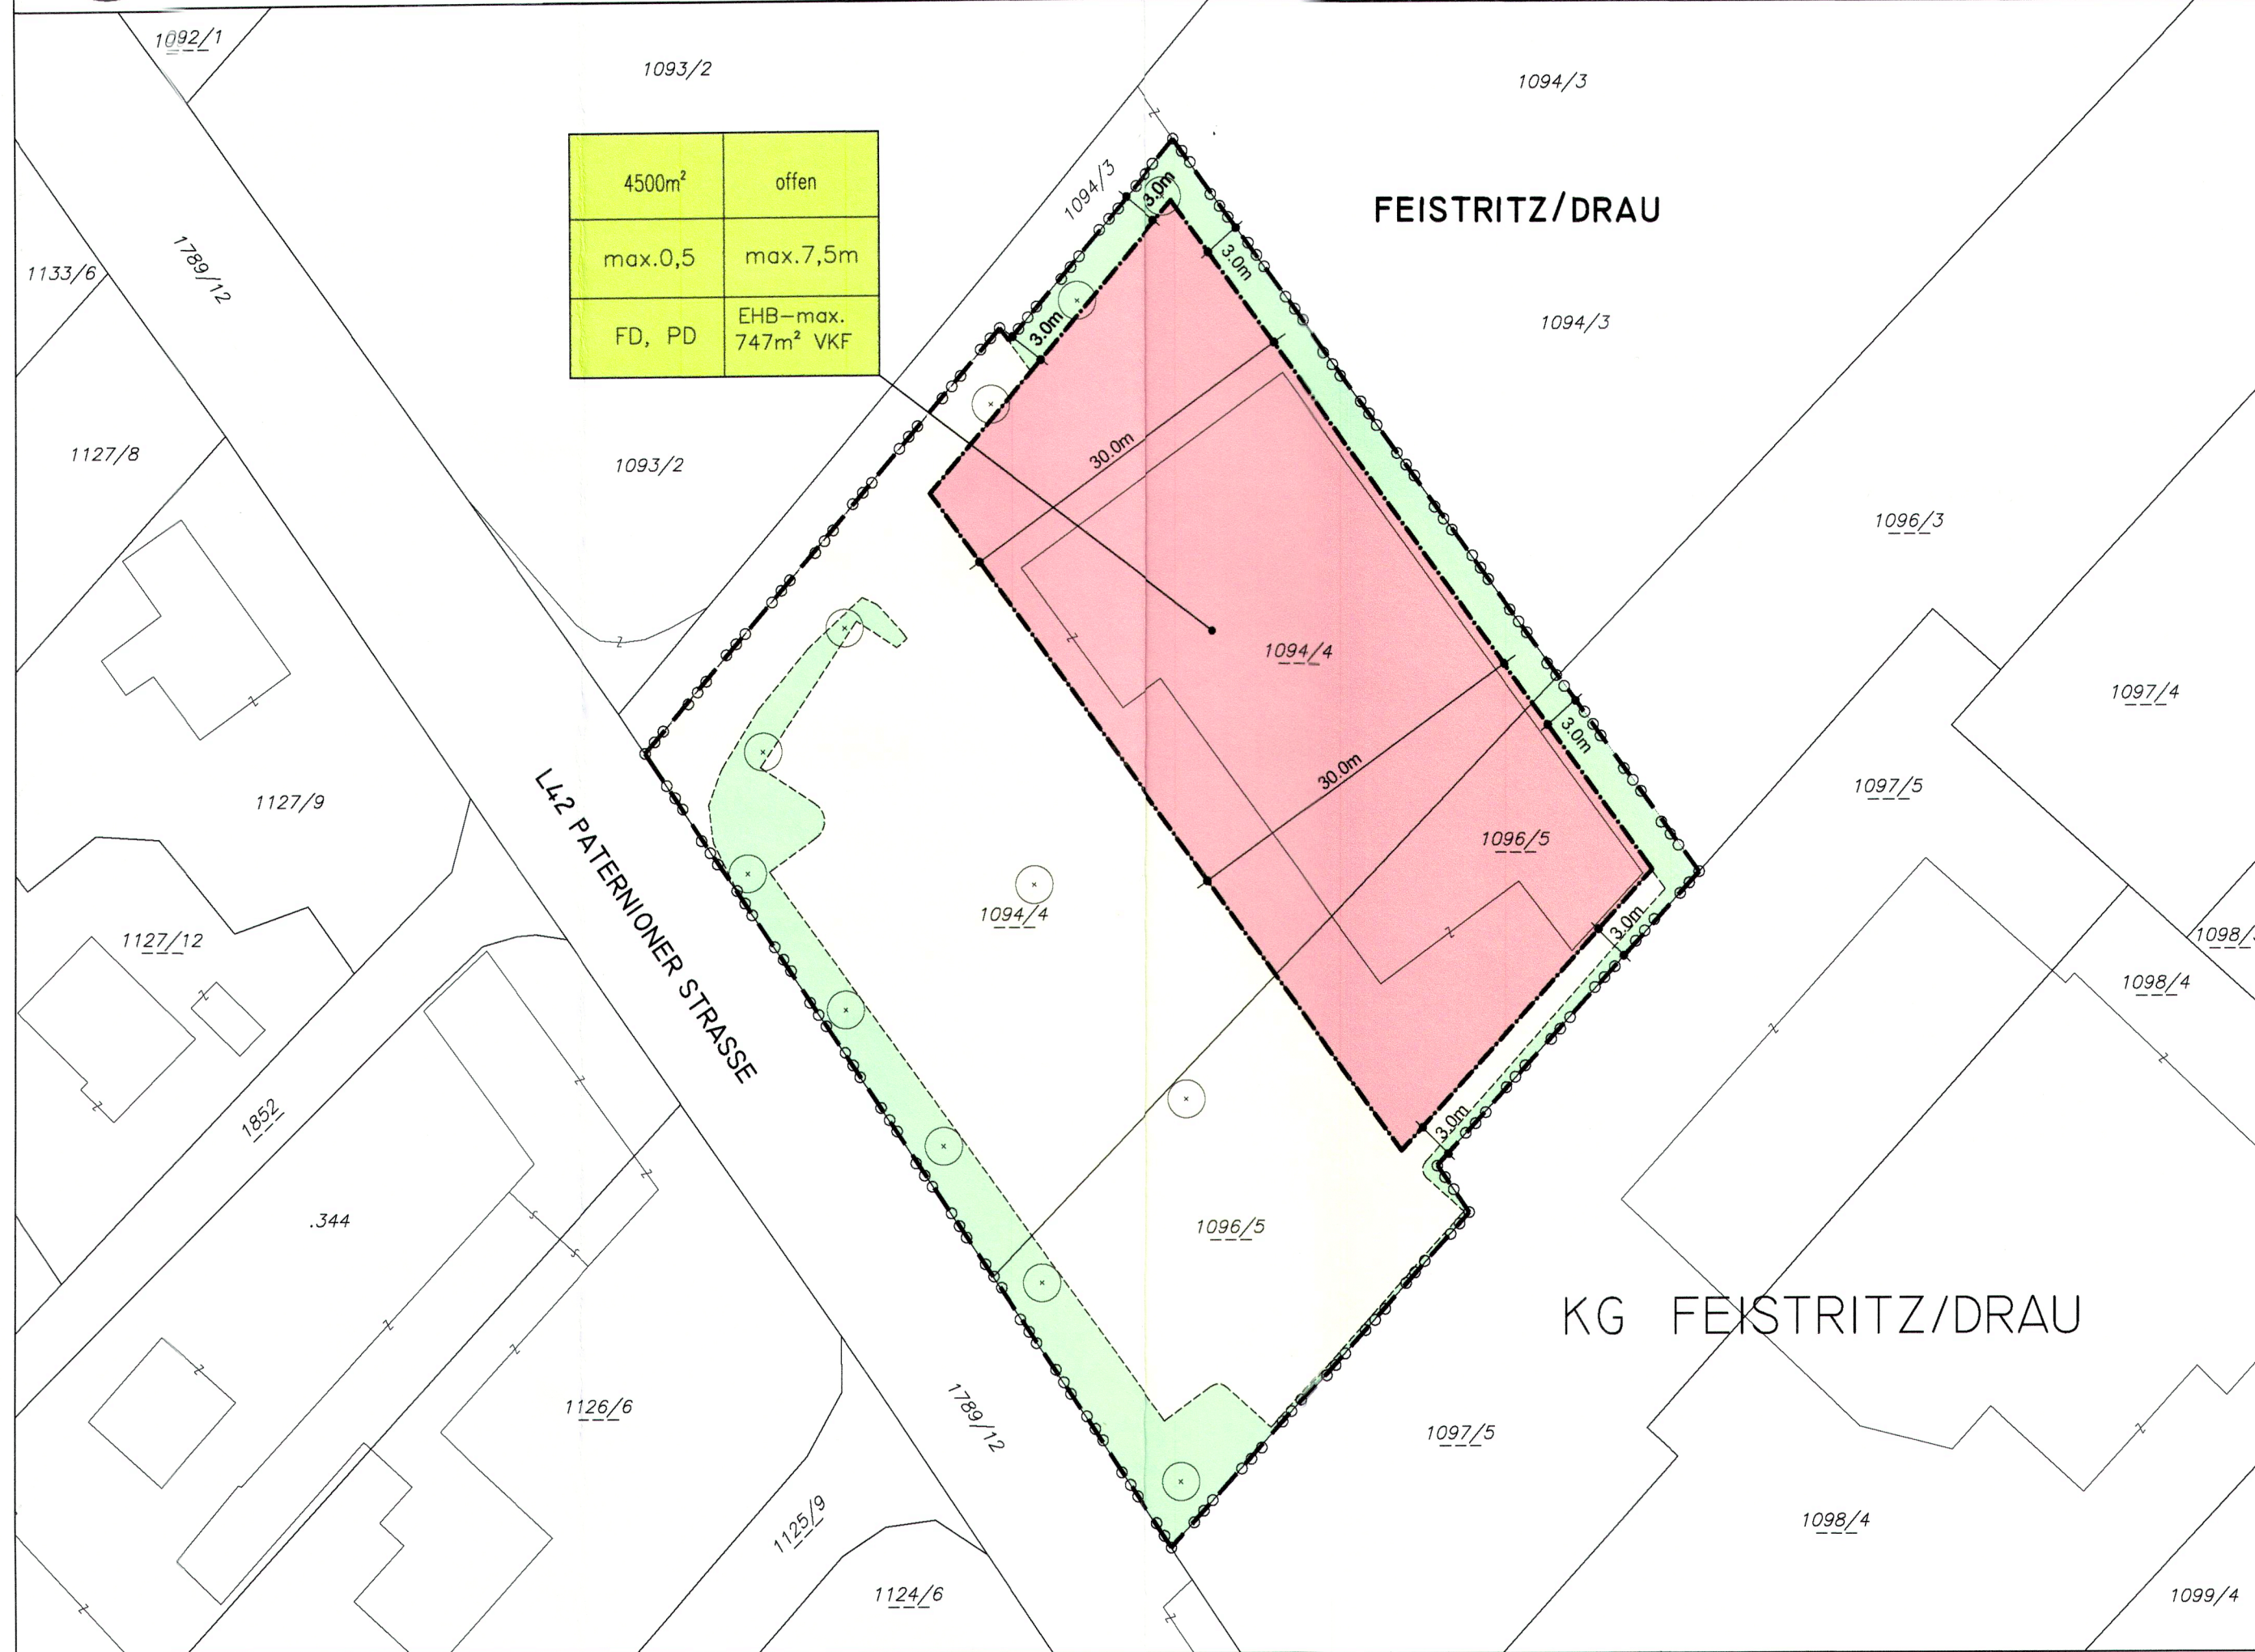 1092/1
1093/2
1094/3
4500m² offen
max.0,5 max.7,5m
FD, PD EHB-max. 747m² VKF
1094/3
3.0m
FEISTRITZ/DRAU
1133/6
1789/12
3.0m
3.0m
1094/3
1127/8
1093/2
30.0m
1096/3
1094/4
1097/4
3.0m
30.0m
1097/5
1127/9
L42 PATERNIONER STRASSE
1096/5
1094/4
3.0m
1127/12
1098/4
1852
3.0m
.344
1096/5
KG FEISTRITZ/DRAU
1126/6
1789/12
1097/5
1125/9
1098/4
1124/6
1099/4